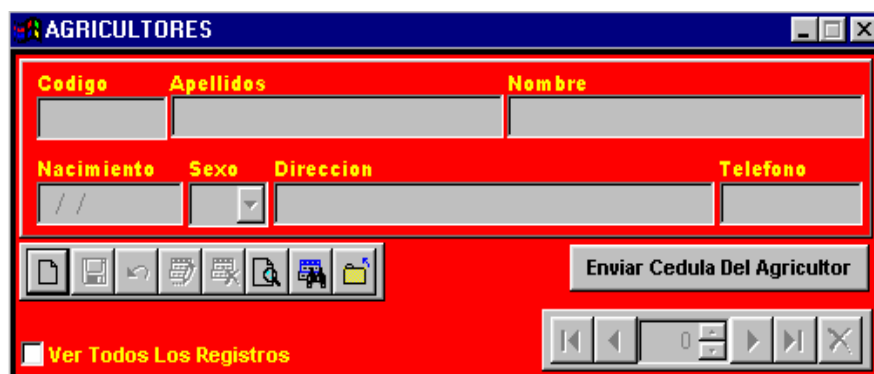 AGRICULTORES
Codigo Apellidos Nombre
Nacimiento Sexo Direccion Telefono
/ /
Enviar Cedula Del Agricultor
0
Ver Todos Los Registros